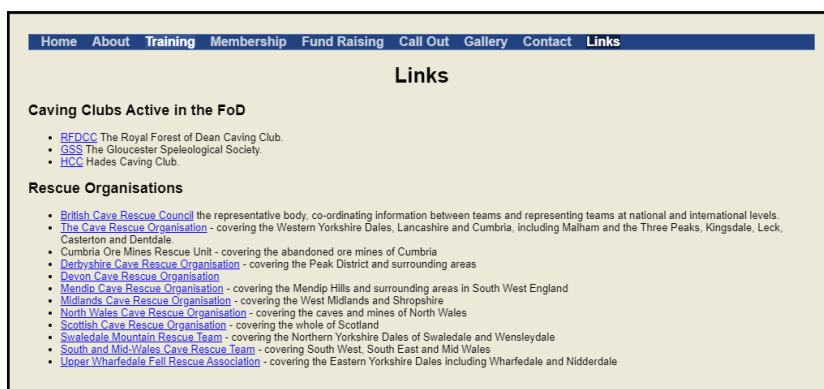 Home About Training Membership Fund Raising Call Out Gallery Contact Links
Links
Caving Clubs Active in the FoD
RFDCC The Royal Forest of Dean Caving Club.
GSS The Gloucester Speleological Society.
HCC Hades Caving Club.
Rescue Organisations
British Cave Rescue Council the representative body, co-ordinating information between teams and representing teams at national and international levels.
The Cave Rescue Organisation - covering the Western Yorkshire Dales, Lancashire and Cumbria, including Malham and the Three Peaks, Kingsdale, Leck,
Casterton and Dentdale.
Cumbria Ore Mines Rescue Unit - covering the abandoned ore mines of Cumbria
Derbyshire Cave Rescue Organisation - covering the Peak District and surrounding areas
Devon Cave Rescue Organisation
Mendip Cave Rescue Organisation - covering the Mendip Hills and surrounding areas in South West England
Midlands Cave Rescue Organisation - covering the West Midlands and Shropshire
North Wales Cave Rescue Organisation - covering the caves and mines of North Wales
Scottish Cave Rescue Organisation - covering the whole of Scotland
Swaledale Mountain Rescue Team - covering the Northern Yorkshire Dales of Swaledale and Wensleydale
South and Mid-Wales Cave Rescue Team - covering South West, South East and Mid Wales
Upper Wharfedale Fell Rescue Association - covering the Eastern Yorkshire Dales including Wharfedale and Nidderdale